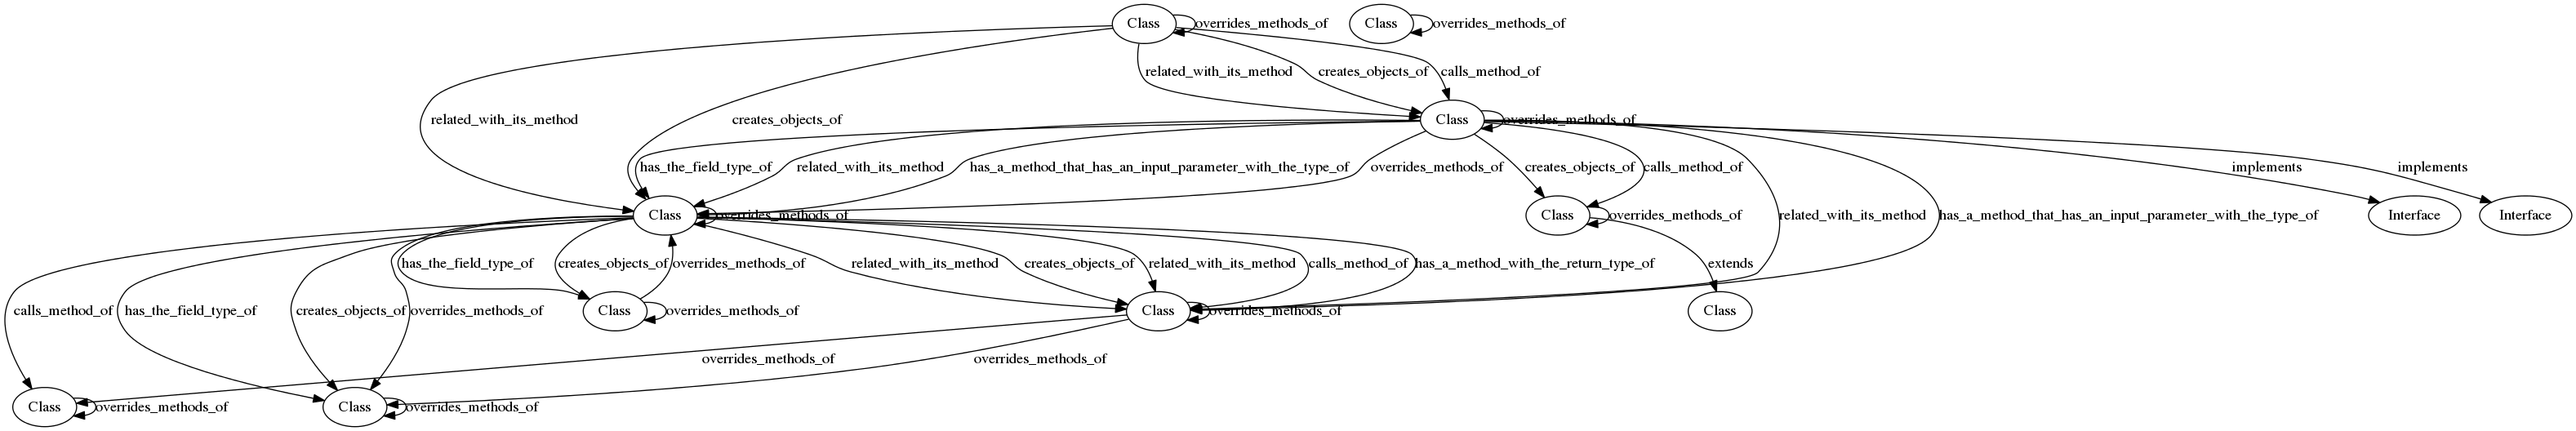 Class
overrides_methods_of
Class
overrides_methods_of
related_with_its_method
creates_objects_of
calls_method_of
related_with_its_method
creates_objects_of
Class
overrides_methods_of
has_the_field_type_of
related_with_its_method
has_a_method_that_has_an_input_parameter_with_the_type_of
overrides_methods_of
creates_objects_of
calls_method_of
implements
implements
Class
overrides_methods_of
Class
overrides_methods_of
related_with_its_method
has_a_method_that_has_an_input_parameter_with_the_type_of
Interface
Interface
has_the_field_type_of
creates_objects_of
overrides_methods_of
related_with_its_method
creates_objects_of
related_with_its_method
calls_method_of
has_a_method_with_the_return_type_of
extends
calls_method_of
has_the_field_type_of
creates_objects_of
overrides_methods_of
Class
overrides_methods_of
Class
overrides_methods_of
Class
overrides_methods_of
overrides_methods_of
Class
overrides_methods_of
Class
overrides_methods_of